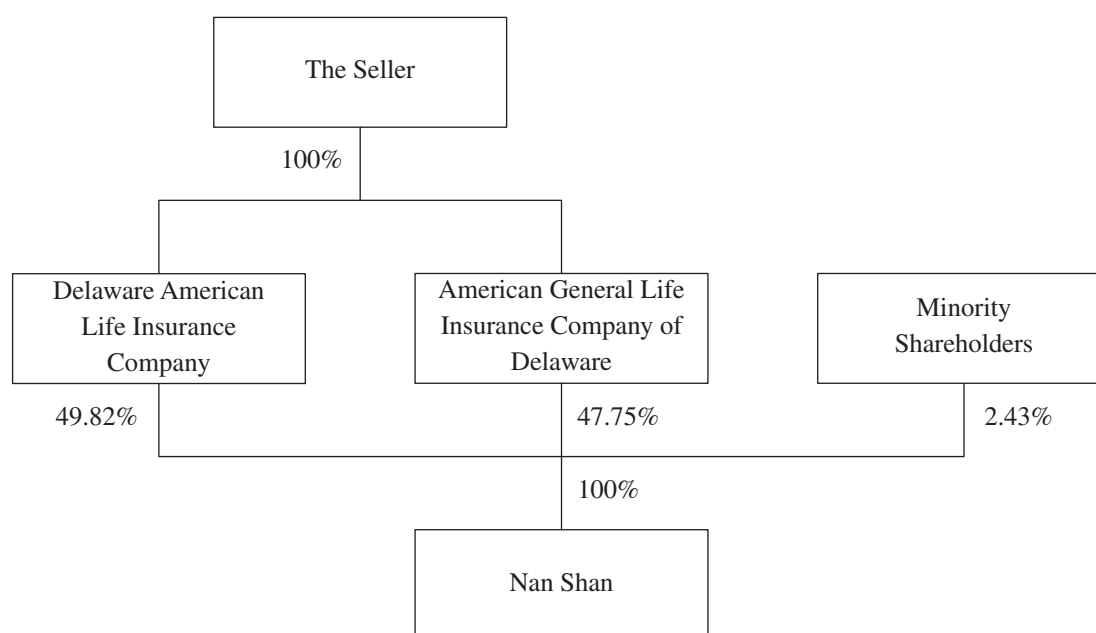 The Seller
100%
Delaware American
Life Insurance
Company
American General Life
Insurance Company of
Delaware
Minority
Shareholders
49.82%
47.75%
2.43%
100%
Nan Shan